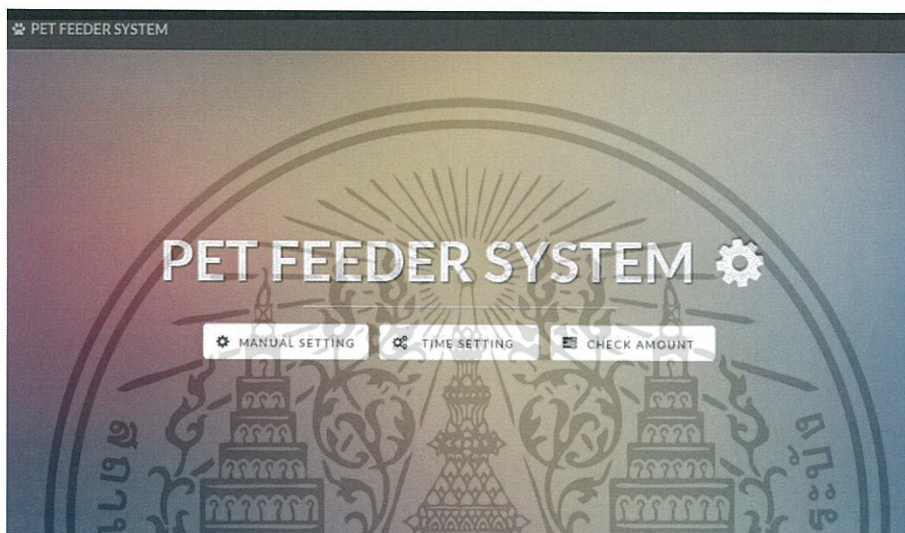 PET FEEDER SYSTEM
PET FEEDER SYSTEM
MANUAL SETTING
TIME SETTING
CHECK AMOUNT